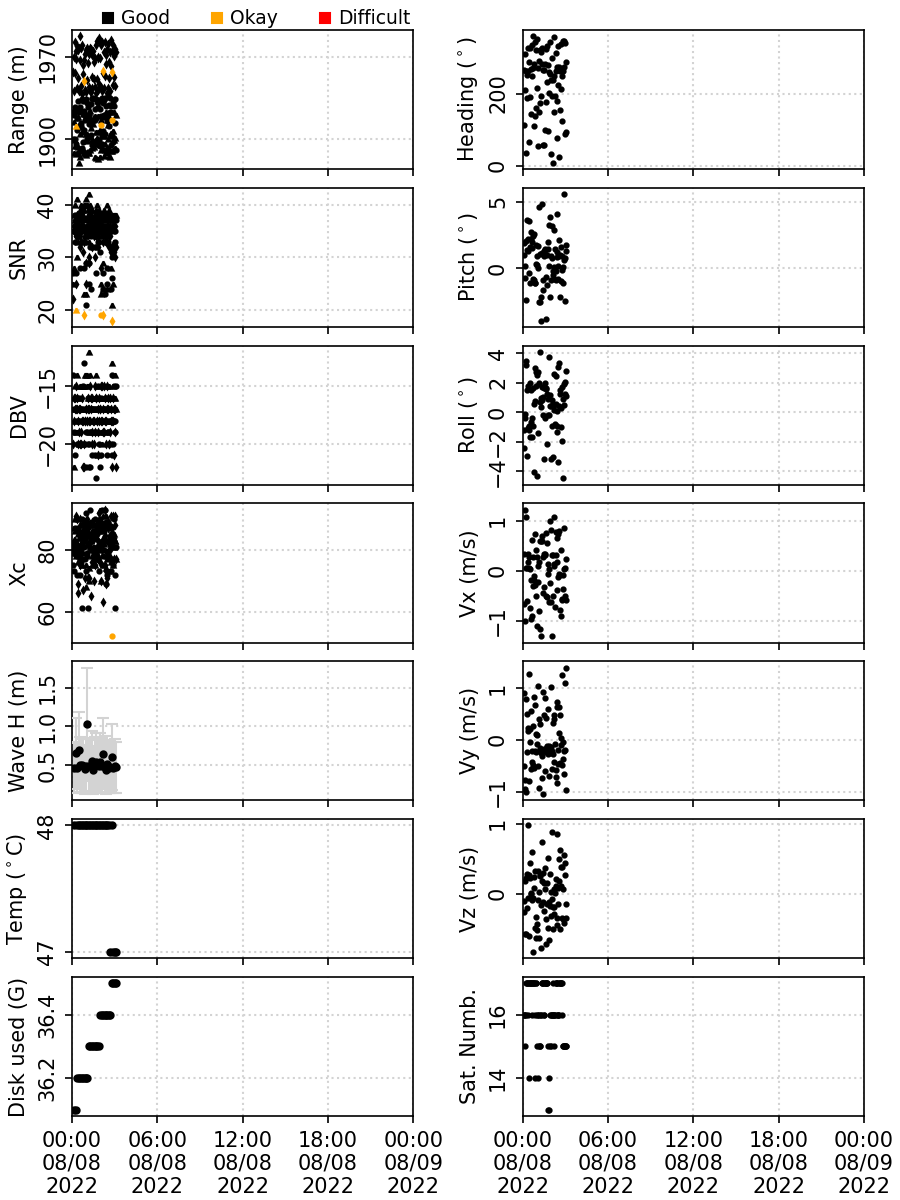 Good Okay Difficult
Range (m)
1970
1900
Heading (°)
200
0
SNR
40
30
20
Pitch (°)
5
0
DBV
−15
−20
Roll (°)
4
2
0
−2
−4
Xc
80
60
Vx (m/s)
1
0
−1
Wave H (m)
1.5
1.0
0.5
Vy (m/s)
1
0
−1
Temp (°C)
48
47
Vz (m/s)
1
0
Disk used (G)
36.4
36.2
Sat. Numb.
16
14
00:00 06:00 12:00 18:00 00:00
08/08 08/08 08/08 08/08 08/09
2022 2022 2022 2022 2022
00:00 06:00 12:00 18:00 00:00
08/08 08/08 08/08 08/08 08/09
2022 2022 2022 2022 2022